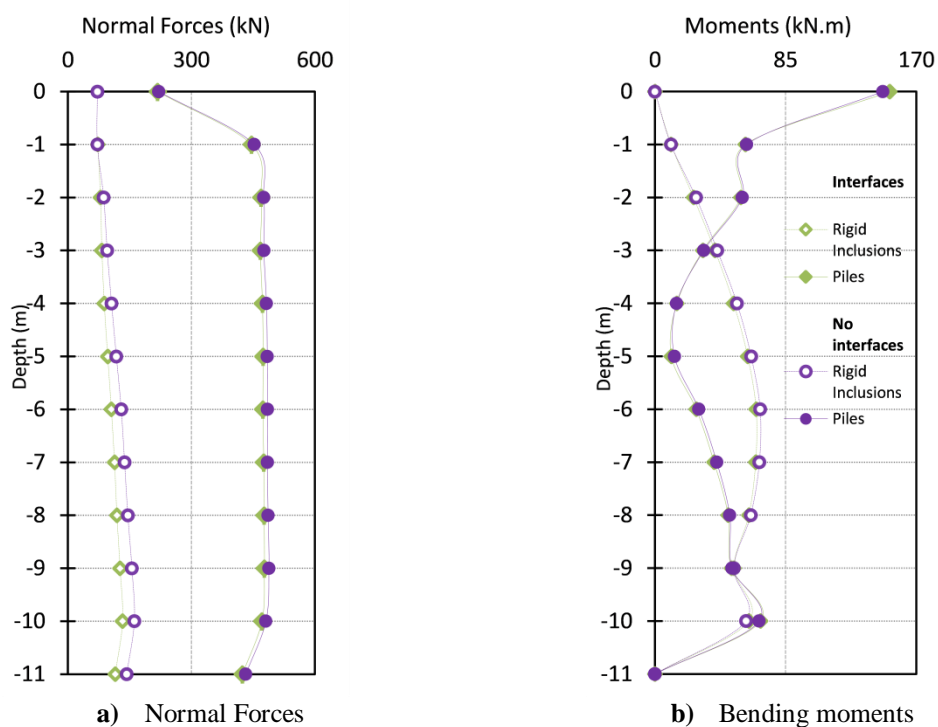 Normal Forces (kN)
0 300 600
0
-1
-2
-3
-4
-5
-6
-7
-8
-9
-10
-11
Depth (m)
a) Normal Forces
Moments (kN.m)
0 85 170
0
-1
-2
-3
-4
-5
-6
-7
-8
-9
-10
-11
Depth (m)
Interfaces
Rigid
Inclusions
Piles
No
interfaces
Rigid
Inclusions
Piles
b) Bending moments